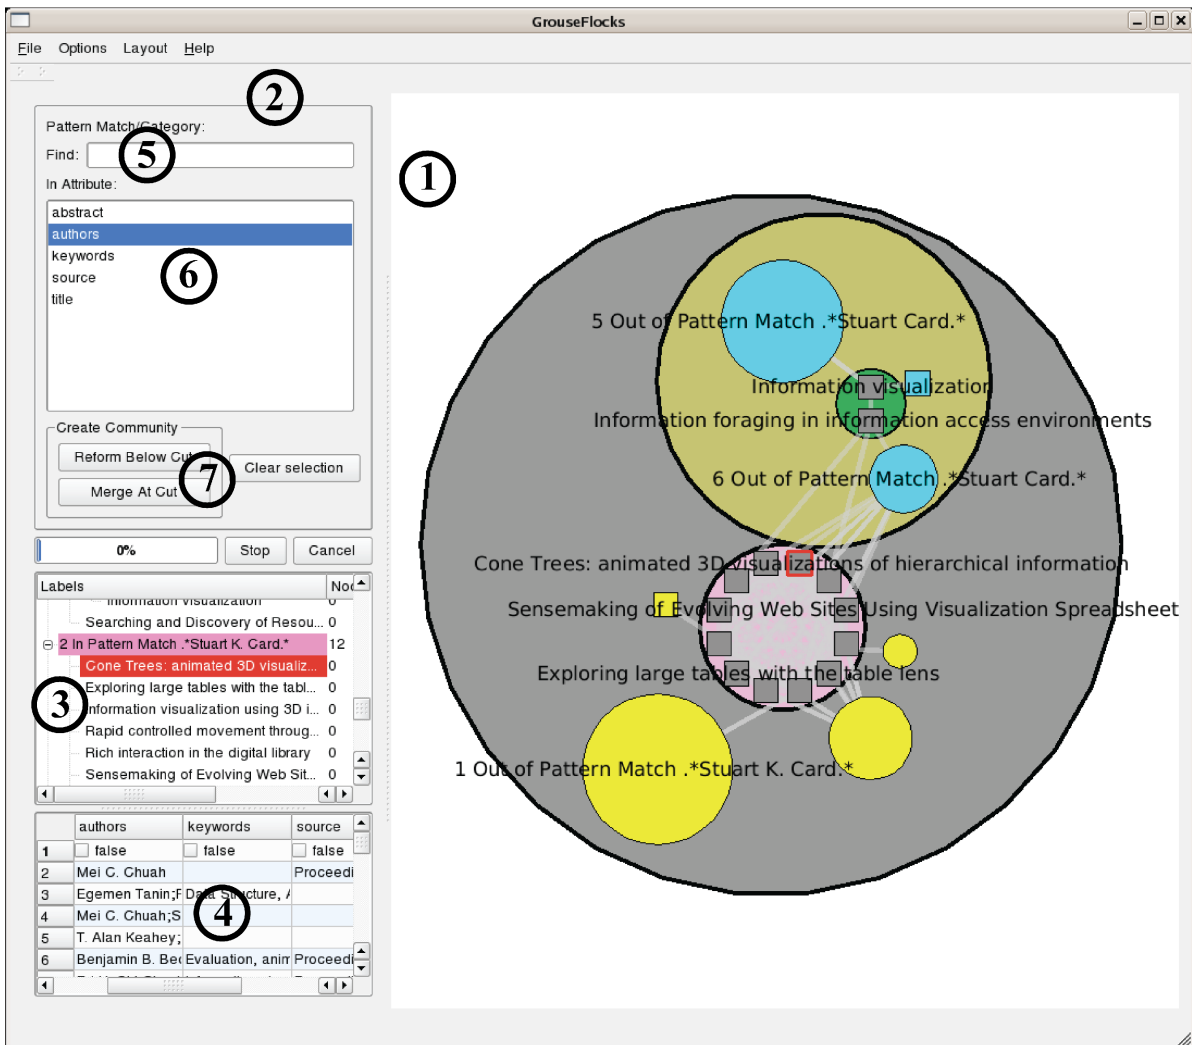 GrouseFlocks
File Options Layout Help
2
Pattern Match/Category:
Find:
5
In Attribute:
abstract
authors
keywords
source
title
6
Create Community
Reform Below Cut
Merge At Cut
7
Clear selection
0%
Stop
Cancel
Labels
Information visualization 0
Searching and Discovery of Resou... 0
2 In Pattern Match .*Stuart K. Card.* 12
Cone Trees: animated 3D visualiz... 0
Exploring large tables with the tabl... 0
Information visualization using 3D i... 0
Rapid controlled movement throug... 0
Rich interaction in the digital library 0
Sensemaking of Evolving Web Sit... 0
3
authors keywords source
1 false false false
2 Mei C. Chuah Proceedi
3 Egemen Tanin;F Data Structure, A
4 Mei C. Chuah;S
5 T. Alan Keahey;
6 Benjamin B. Bed Evaluation, anim Proceedi
4
1
5 Out of Pattern Match .*Stuart Card.*
Information visualization
Information foraging in information access environments
6 Out of Pattern Match .*Stuart Card.*
Cone Trees: animated 3D visualizations of hierarchical information
Sensemaking of Evolving Web Sites Using Visualization Spreadsheet
Exploring large tables with the table lens
1 Out of Pattern Match .*Stuart K. Card.*